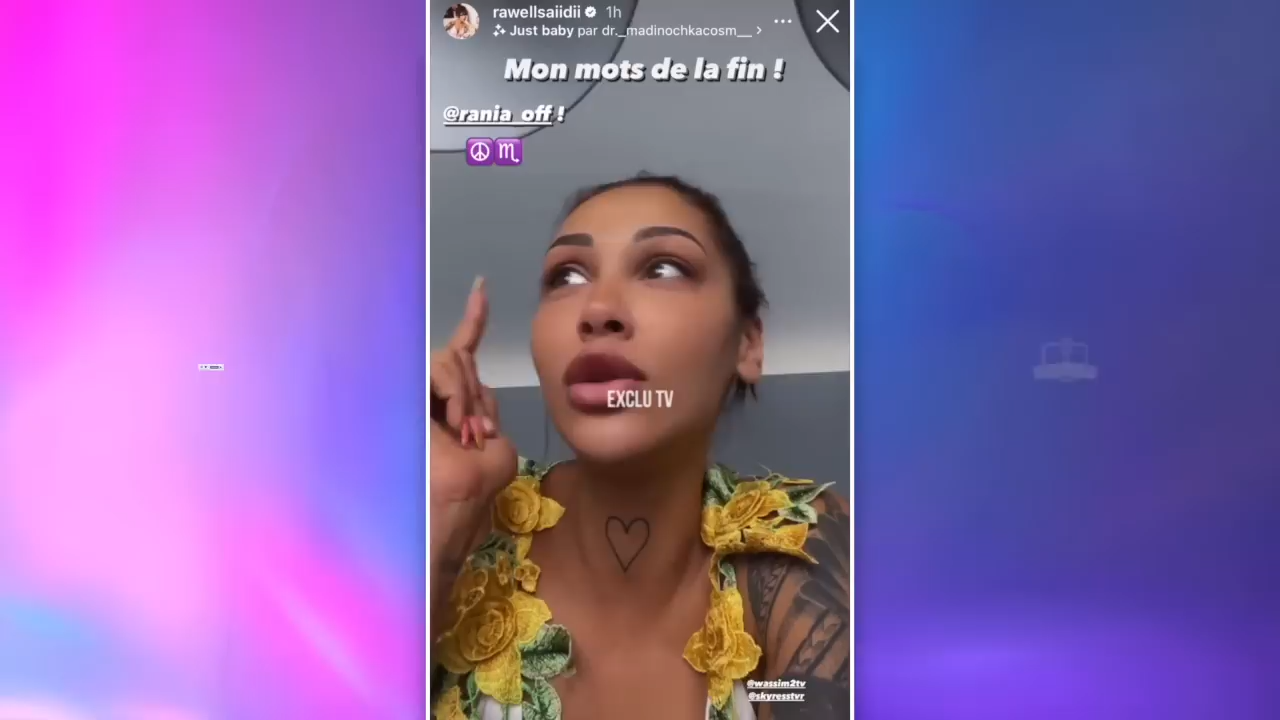 rawellsaiidii 1h
Just baby par dr._madinochkacosm__ >
Mon mots de la fin !
@rania_off !
EXCLU TV
@wassim2tv
@skyresstvr